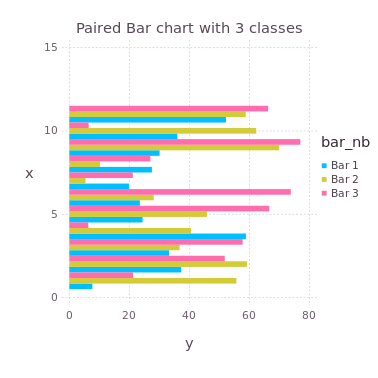 Paired Bar chart with 3 classes
15
10
5
0
x
0 20 40 60 80
y
bar_nb
Bar 1
Bar 2
Bar 3